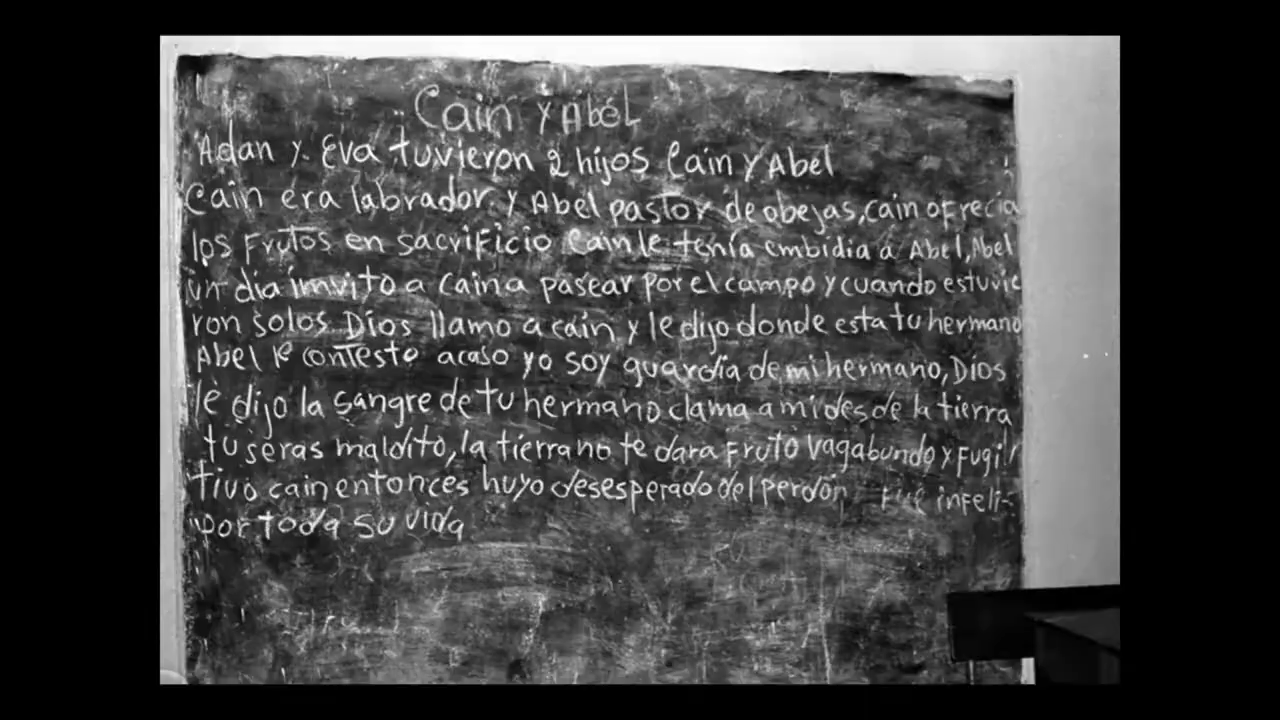 Cain y Abél
Adan y Eva tuvieron 2 hijos Cain y Abel
Cain era labrador y Abel pastor de obejas, cain ofrecia
los frutos en sacrificio Cain le tenía embidia a Abel, Abel
un dia imvito a Cain a pasear por el campo y cuando estuvie
ron solos Dios llamo a cain y le dijo donde esta tu hermano
Abel le contesto acaso yo soy guardia de mi hermano, Dios
le dijo la sangre de tu hermano clama a mi desde la tierra
tu seras maldito, la tierra no te dara fruto vagabundo y fugi
tivo cain entonces huyo desesperado del perdón fue infeli
por toda su vida